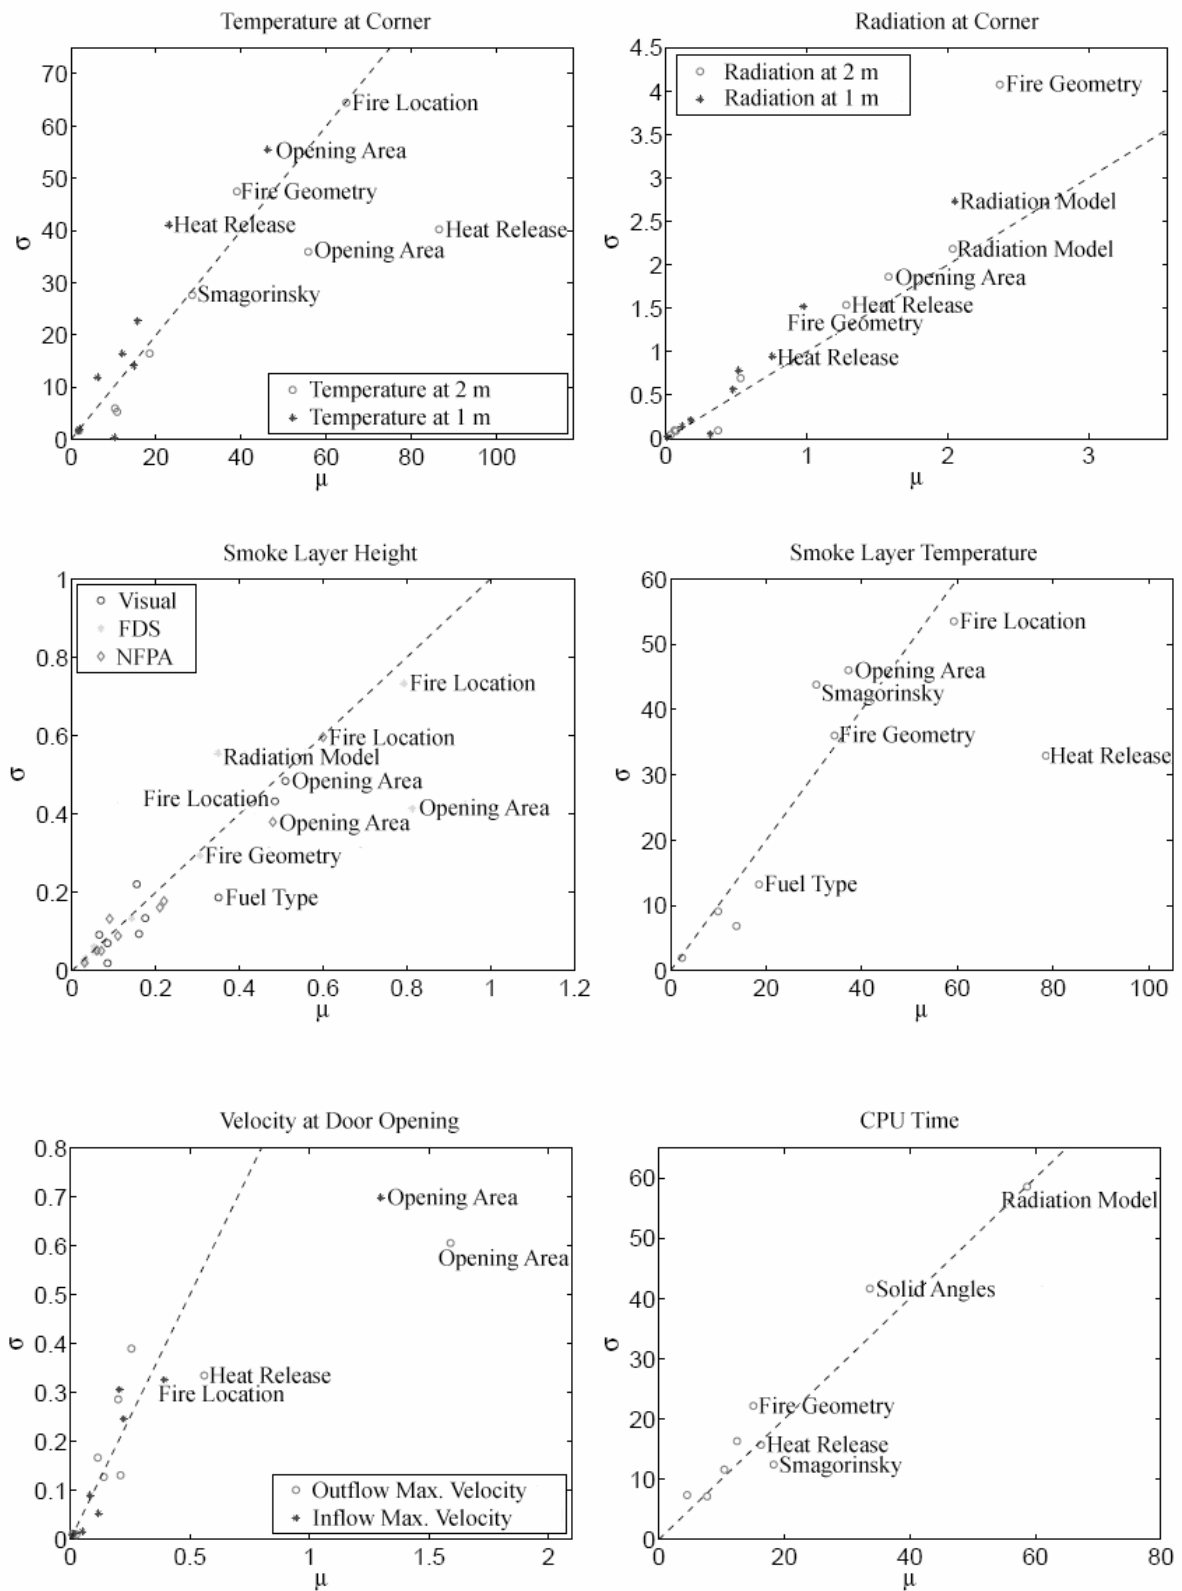 Temperature at Corner
70
60
50
40
30
20
10
0
σ
Fire Location
Opening Area
Fire Geometry
Heat Release
Heat Release
Opening Area
Smagorinsky
Temperature at 2 m
Temperature at 1 m
0 20 40 60 80 100
μ
Radiation at Corner
4.5
4
3.5
3
2.5
2
1.5
1
0.5
0
σ
Radiation at 2 m
Radiation at 1 m
Fire Geometry
Radiation Model
Radiation Model
Opening Area
Heat Release
Fire Geometry
Heat Release
0 1 2 3
μ
Smoke Layer Height
1
0.8
0.6
0.4
0.2
0
σ
Visual
FDS
NFPA
Fire Location
Fire Location
Radiation Model
Opening Area
Fire Location
Opening Area
Opening Area
Fire Geometry
Fuel Type
0 0.2 0.4 0.6 0.8 1 1.2
μ
Smoke Layer Temperature
60
50
40
30
20
10
0
σ
Fire Location
Opening Area
Smagorinsky
Fire Geometry
Heat Release
Fuel Type
0 20 40 60 80 100
μ
Velocity at Door Opening
0.8
0.7
0.6
0.5
0.4
0.3
0.2
0.1
0
σ
Opening Area
Opening Area
Heat Release
Fire Location
Outflow Max. Velocity
Inflow Max. Velocity
0 0.5 1 1.5 2
μ
CPU Time
60
50
40
30
20
10
0
σ
Radiation Model
Solid Angles
Fire Geometry
Heat Release
Smagorinsky
0 20 40 60 80
μ